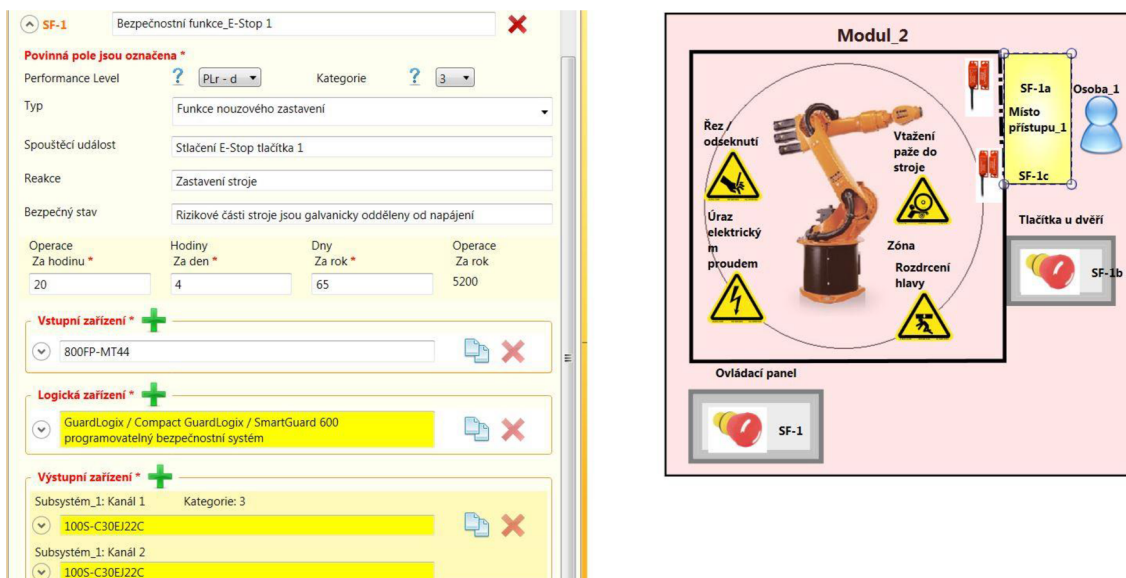 SF-1
Bezpečnostní funkce_E-Stop 1
Povinná pole jsou označena *
Performance Level ? PLr - d Kategorie ? 3
Typ Funkce nouzového zastavení
Spouštěcí událost Stlačení E-Stop tlačítka 1
Reakce Zastavení stroje
Bezpečný stav Rizikové části stroje jsou galvanicky odděleny od napájení
Operace Hodiny Dny Operace
Za hodinu * Za den * Za rok * Za rok
20 4 65 5200
Vstupní zařízení *
800FP-MT44
Logická zařízení *
GuardLogix / Compact GuardLogix / SmartGuard 600
programovatelný bezpečnostní systém
Výstupní zařízení *
Subsystém_1: Kanál 1 Kategorie: 3
100S-C30EJ22C
Subsystém_1: Kanál 2
100S-C30EJ22C
Modul_2
SF-1a
Místo
přístupu_1
SF-1c
Osoba_1
Řez /
odseknutí
Vtažení
paže do
stroje
Úraz
elektrický
m
proudem
Zóna
Rozdrcení
hlavy
Tlačítka u dvěří
SF-1b
Ovládací panel
SF-1